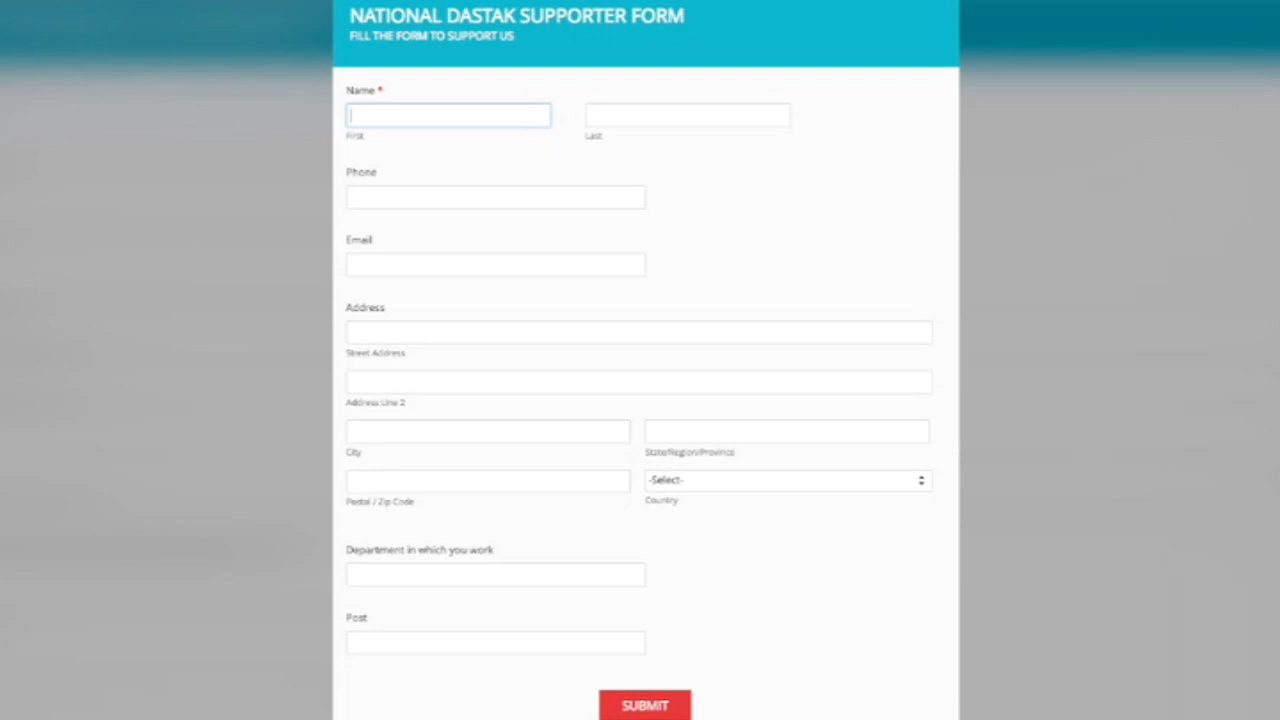 NATIONAL DASTAK SUPPORTER FORM
FILL THE FORM TO SUPPORT US
Name *
First Last
Phone
Email
Address
Street Address
Address Line 2
City State/Region/Province
Postal / Zip Code -Select-
Country
Department in which you work
Post
SUBMIT